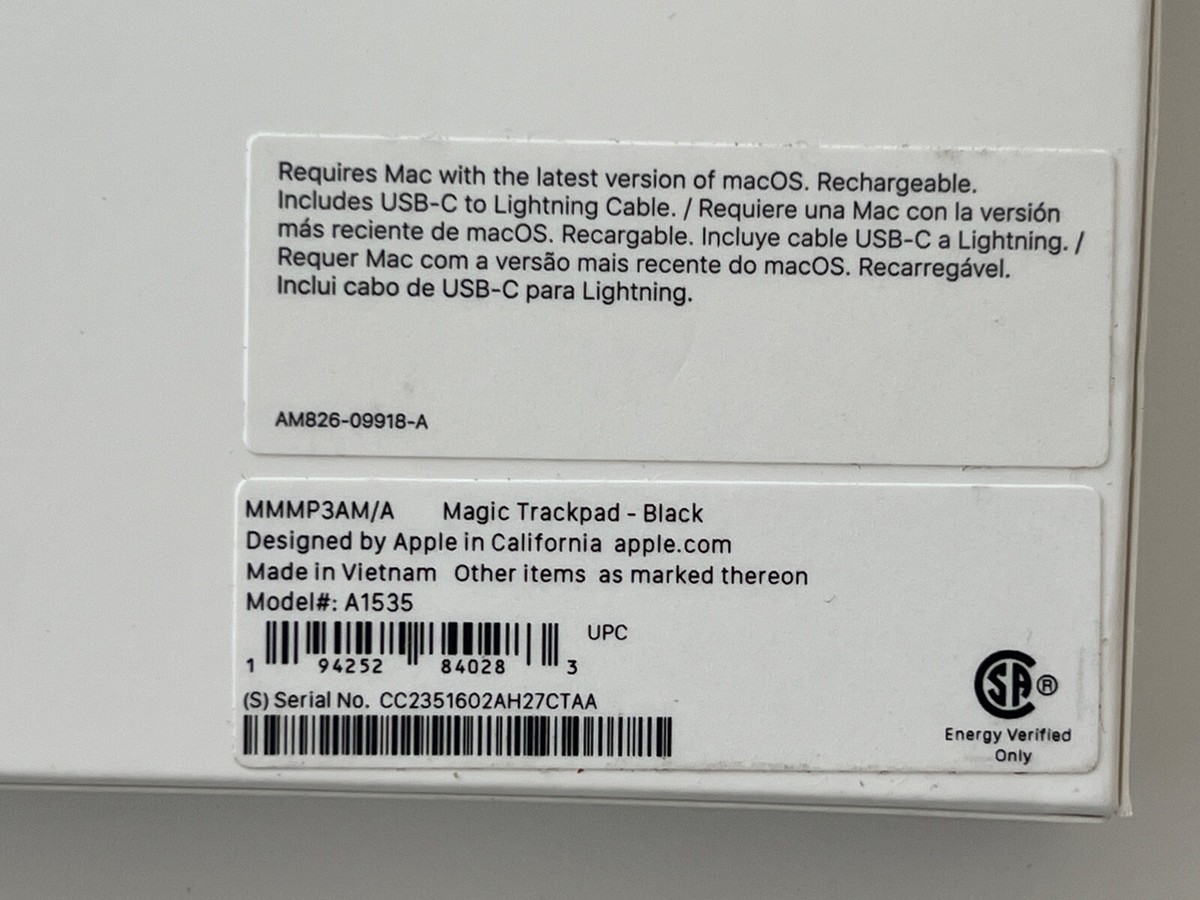 Requires Mac with the latest version of macOS. Rechargeable.
Includes USB-C to Lightning Cable. / Requiere una Mac con la versión
más reciente de macOS. Recargable. Incluye cable USB-C a Lightning. /
Requer Mac com a versão mais recente do macOS. Recarregável.
Inclui cabo de USB-C para Lightning.
AM826-09918-A
MMMP3AM/A Magic Trackpad - Black
Designed by Apple in California apple.com
Made in Vietnam Other items as marked thereon
Model#: A1535
UPC
1 94252 84028 3
(S) Serial No. CC2351602AH27CTAA
SA ®
Energy Verified
Only